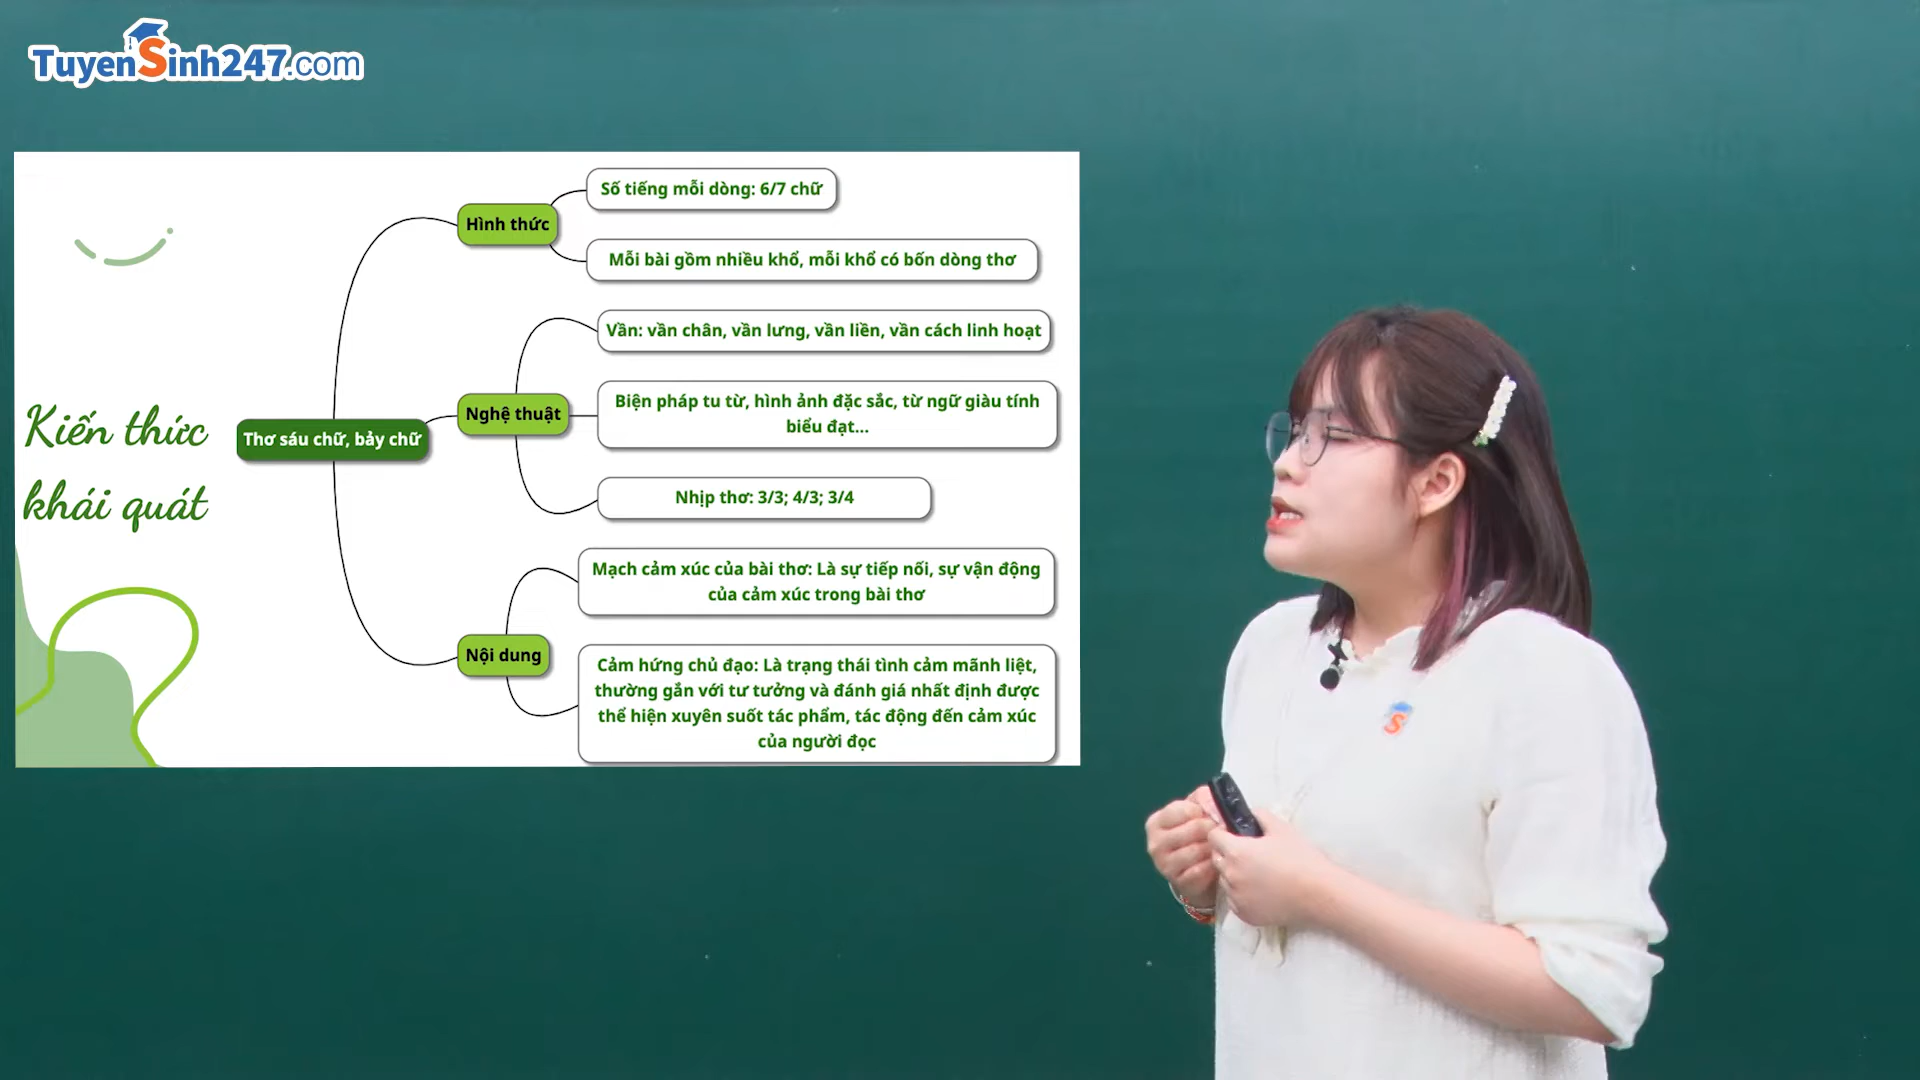 TuyenSinh247.com
Kiến thức
khái quát
Thơ sáu chữ, bảy chữ
Hình thức
Số tiếng mỗi dòng: 6/7 chữ
Mỗi bài gồm nhiều khổ, mỗi khổ có bốn dòng thơ
Nghệ thuật
Vần: vần chân, vần lưng, vần liền, vần cách linh hoạt
Biện pháp tu từ, hình ảnh đặc sắc, từ ngữ giàu tính
biểu đạt...
Nhịp thơ: 3/3; 4/3; 3/4
Nội dung
Mạch cảm xúc của bài thơ: Là sự tiếp nối, sự vận động
của cảm xúc trong bài thơ
Cảm hứng chủ đạo: Là trạng thái tình cảm mãnh liệt,
thường gắn với tư tưởng và đánh giá nhất định được
thể hiện xuyên suốt tác phẩm, tác động đến cảm xúc
của người đọc
S